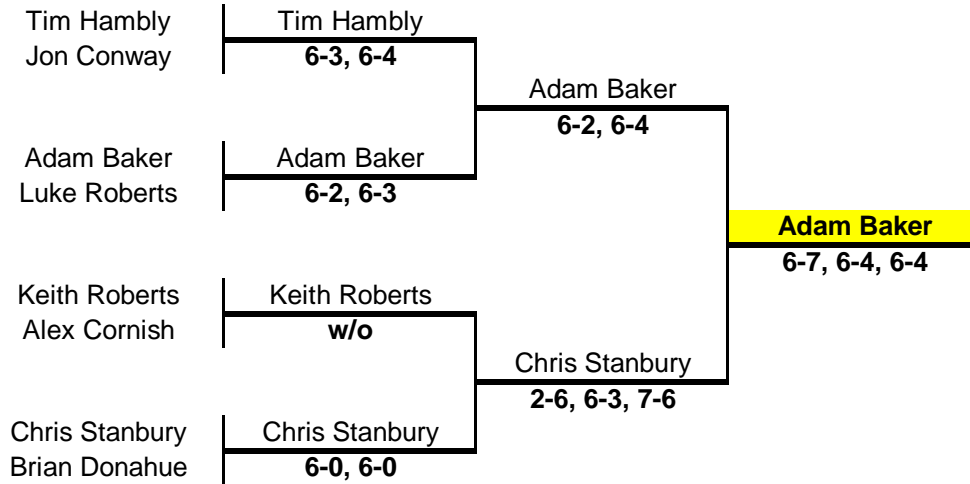 Tim Hambly
Jon Conway
Tim Hambly
6-3, 6-4
Adam Baker
6-2, 6-4
Adam Baker
Luke Roberts
Adam Baker
6-2, 6-3
Adam Baker
6-7, 6-4, 6-4
Keith Roberts
Alex Cornish
Keith Roberts
w/o
Chris Stanbury
2-6, 6-3, 7-6
Chris Stanbury
Brian Donahue
Chris Stanbury
6-0, 6-0